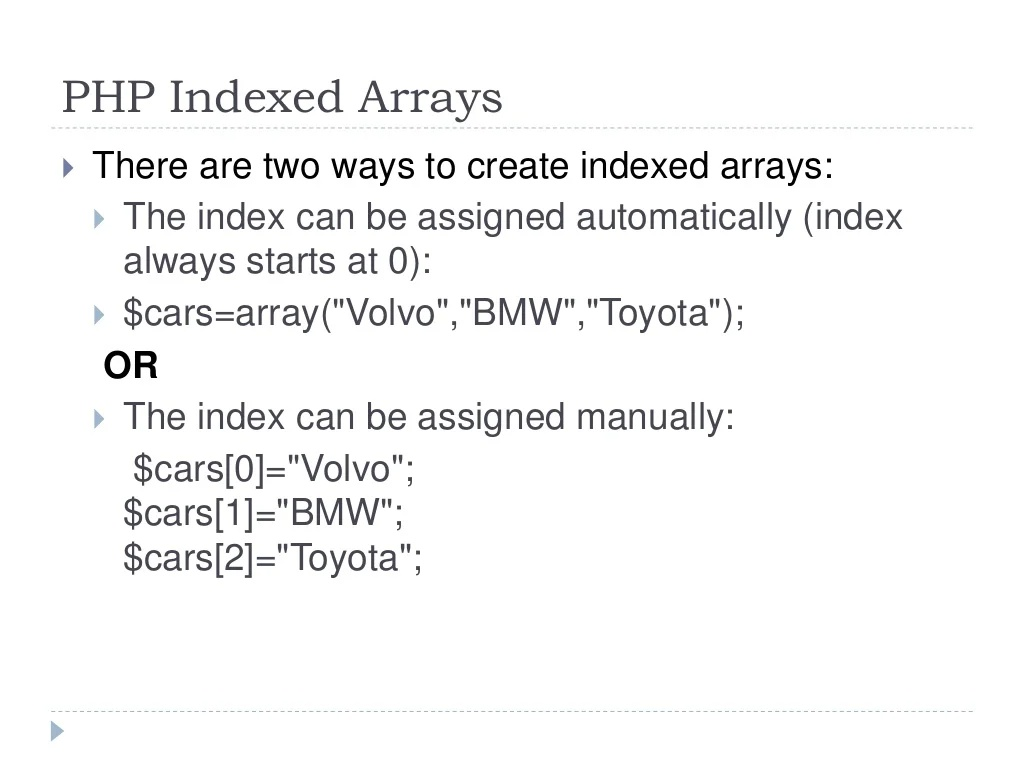 PHP Indexed Arrays
There are two ways to create indexed arrays:
The index can be assigned automatically (index
always starts at 0):
$cars=array("Volvo","BMW","Toyota");
OR
The index can be assigned manually:
$cars[0]="Volvo";
$cars[1]="BMW";
$cars[2]="Toyota";